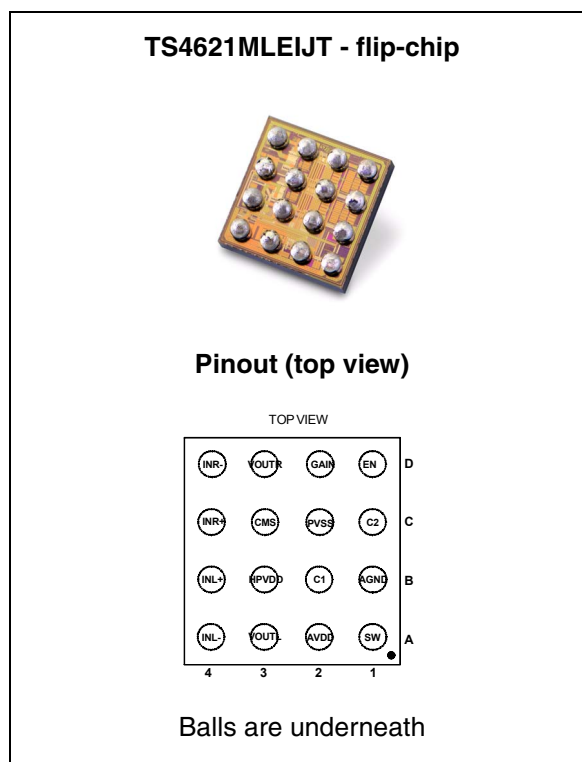 TS4621MLEIJT - flip-chip
Pinout (top view)
TOP VIEW
INR- VOUTR GAIN EN D
INR+ CMS PVSS C2 C
INL+ HPVDD C1 AGND B
INL- VOUTL AVDD SW A
4 3 2 1
Balls are underneath